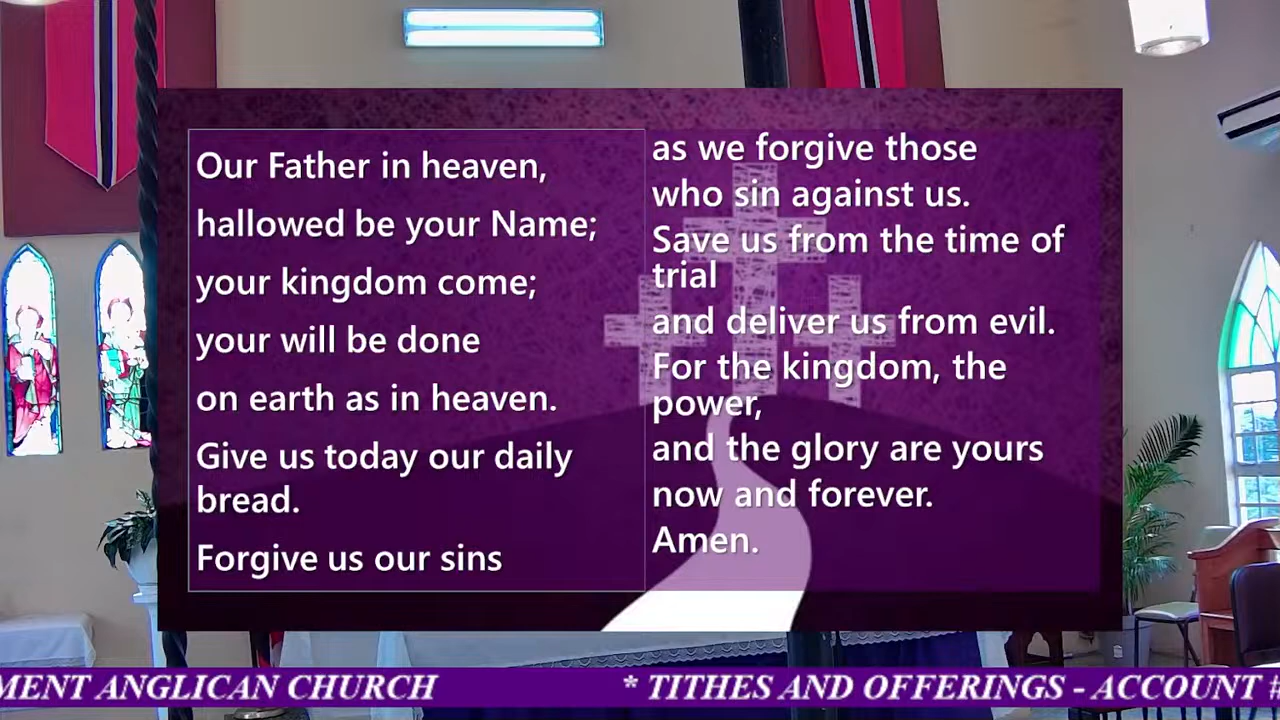 Our Father in heaven,
hallowed be your Name;
your kingdom come;
your will be done
on earth as in heaven.
Give us today our daily
bread.
Forgive us our sins
as we forgive those
who sin against us.
Save us from the time of
trial
and deliver us from evil.
For the kingdom, the
power,
and the glory are yours
now and forever.
Amen.
MENT ANGLICAN CHURCH * TITHES AND OFFERINGS - ACCOUNT #